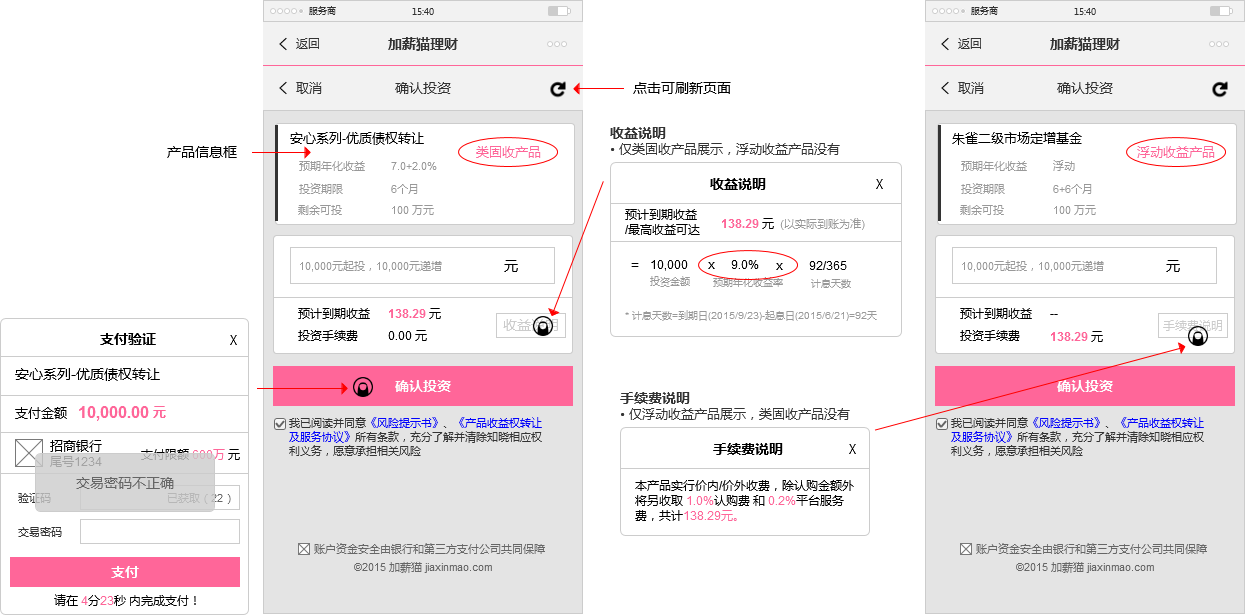 服务商
15:40
返回
加薪猫理财
取消
确认投资
点击可刷新页面
产品信息框
安心系列-优质债权转让
类固收产品
预期年化收益 7.0+2.0%
投资期限 6个月
剩余可投 100 万元
10,000元起投，10,000元递增 元
预计到期收益 138.29 元
投资手续费 0.00 元
收益
明
确认投资
我已阅读并同意《风险提示书》、《产品收益权转让
及服务协议》所有条款，充分了解并清除知晓相应权
利义务，愿意承担相关风险
账户资金安全由银行和第三方支付公司共同保障
©2015 加薪猫 jiaxinmao.com
支付验证 X
安心系列-优质债权转让
支付金额 10,000.00 元
招商银行
尾号1234
支付限额 万 元
交易密码不正确
验证码 已获取（22）
交易密码
支付
请在 4分23秒 内完成支付！
收益说明
• 仅类固收产品展示，浮动收益产品没有
收益说明 X
预计到期收益
/最高收益可达
138.29 元 (以实际到账为准)
= 10,000 x 9.0% x 92/365
投资金额 预期年化收益率 计息天数
* 计息天数=到期日(2015/9/23)-起息日(2015/6/21)=92天
手续费说明
• 仅浮动收益产品展示，类固收产品没有
手续费说明 X
本产品实行价内/价外收费，除认购金额外
将另收取 1.0%认购费 和 0.2%平台服务
费，共计138.29元。
服务商
15:40
返回
加薪猫理财
取消
确认投资
朱雀二级市场定增基金
浮动收益产品
预期年化收益 浮动
投资期限 6+6个月
剩余可投 100 万元
10,000元起投，10,000元递增 元
预计到期收益 --
投资手续费 138.29 元
手续费说明
确认投资
我已阅读并同意《风险提示书》、《产品收益权转让
及服务协议》所有条款，充分了解并清除知晓相应权
利义务，愿意承担相关风险
账户资金安全由银行和第三方支付公司共同保障
©2015 加薪猫 jiaxinmao.com